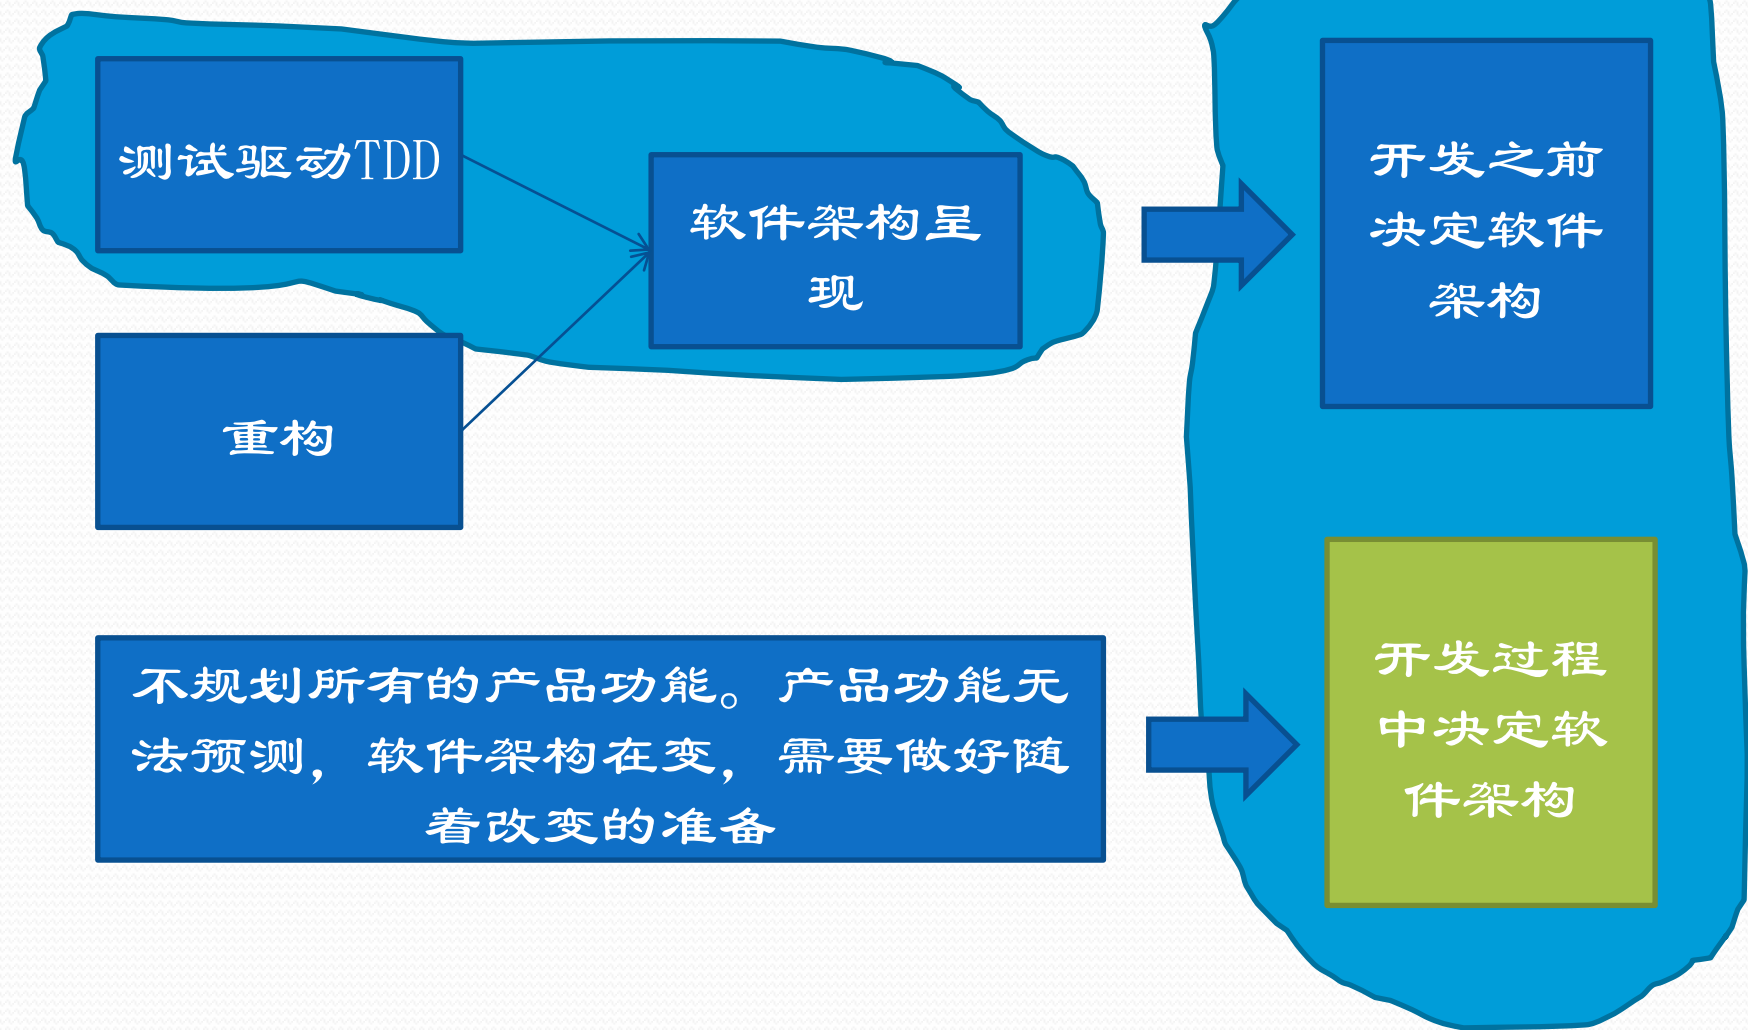 测试驱动TDD
软件架构呈
现
重构
开发之前
决定软件
架构
不规划所有的产品功能。产品功能无
法预测，软件架构在变，需要做好随
着改变的准备
开发过程
中决定软
件架构